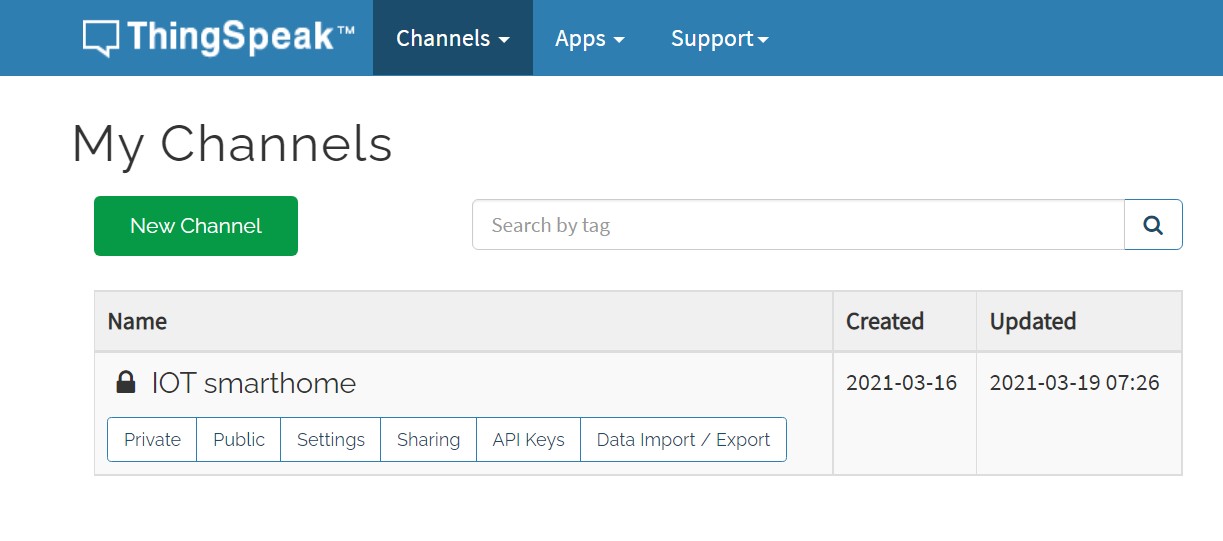 ThingSpeak™ Channels Apps Support
My Channels
New Channel Search by tag
Name Created Updated
IOT smarthome 2021-03-16 2021-03-19 07:26
Private Public Settings Sharing API Keys Data Import / Export